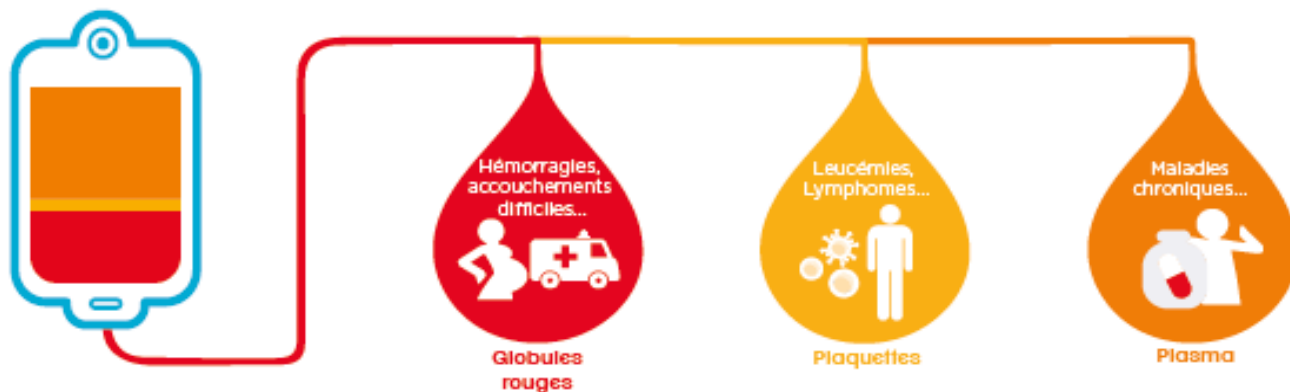 Hémorragies,
accouchements
difficiles...
Globules
rouges
Leucémies,
Lymphomes...
Plaquettes
Maladies
chroniques...
Plasma